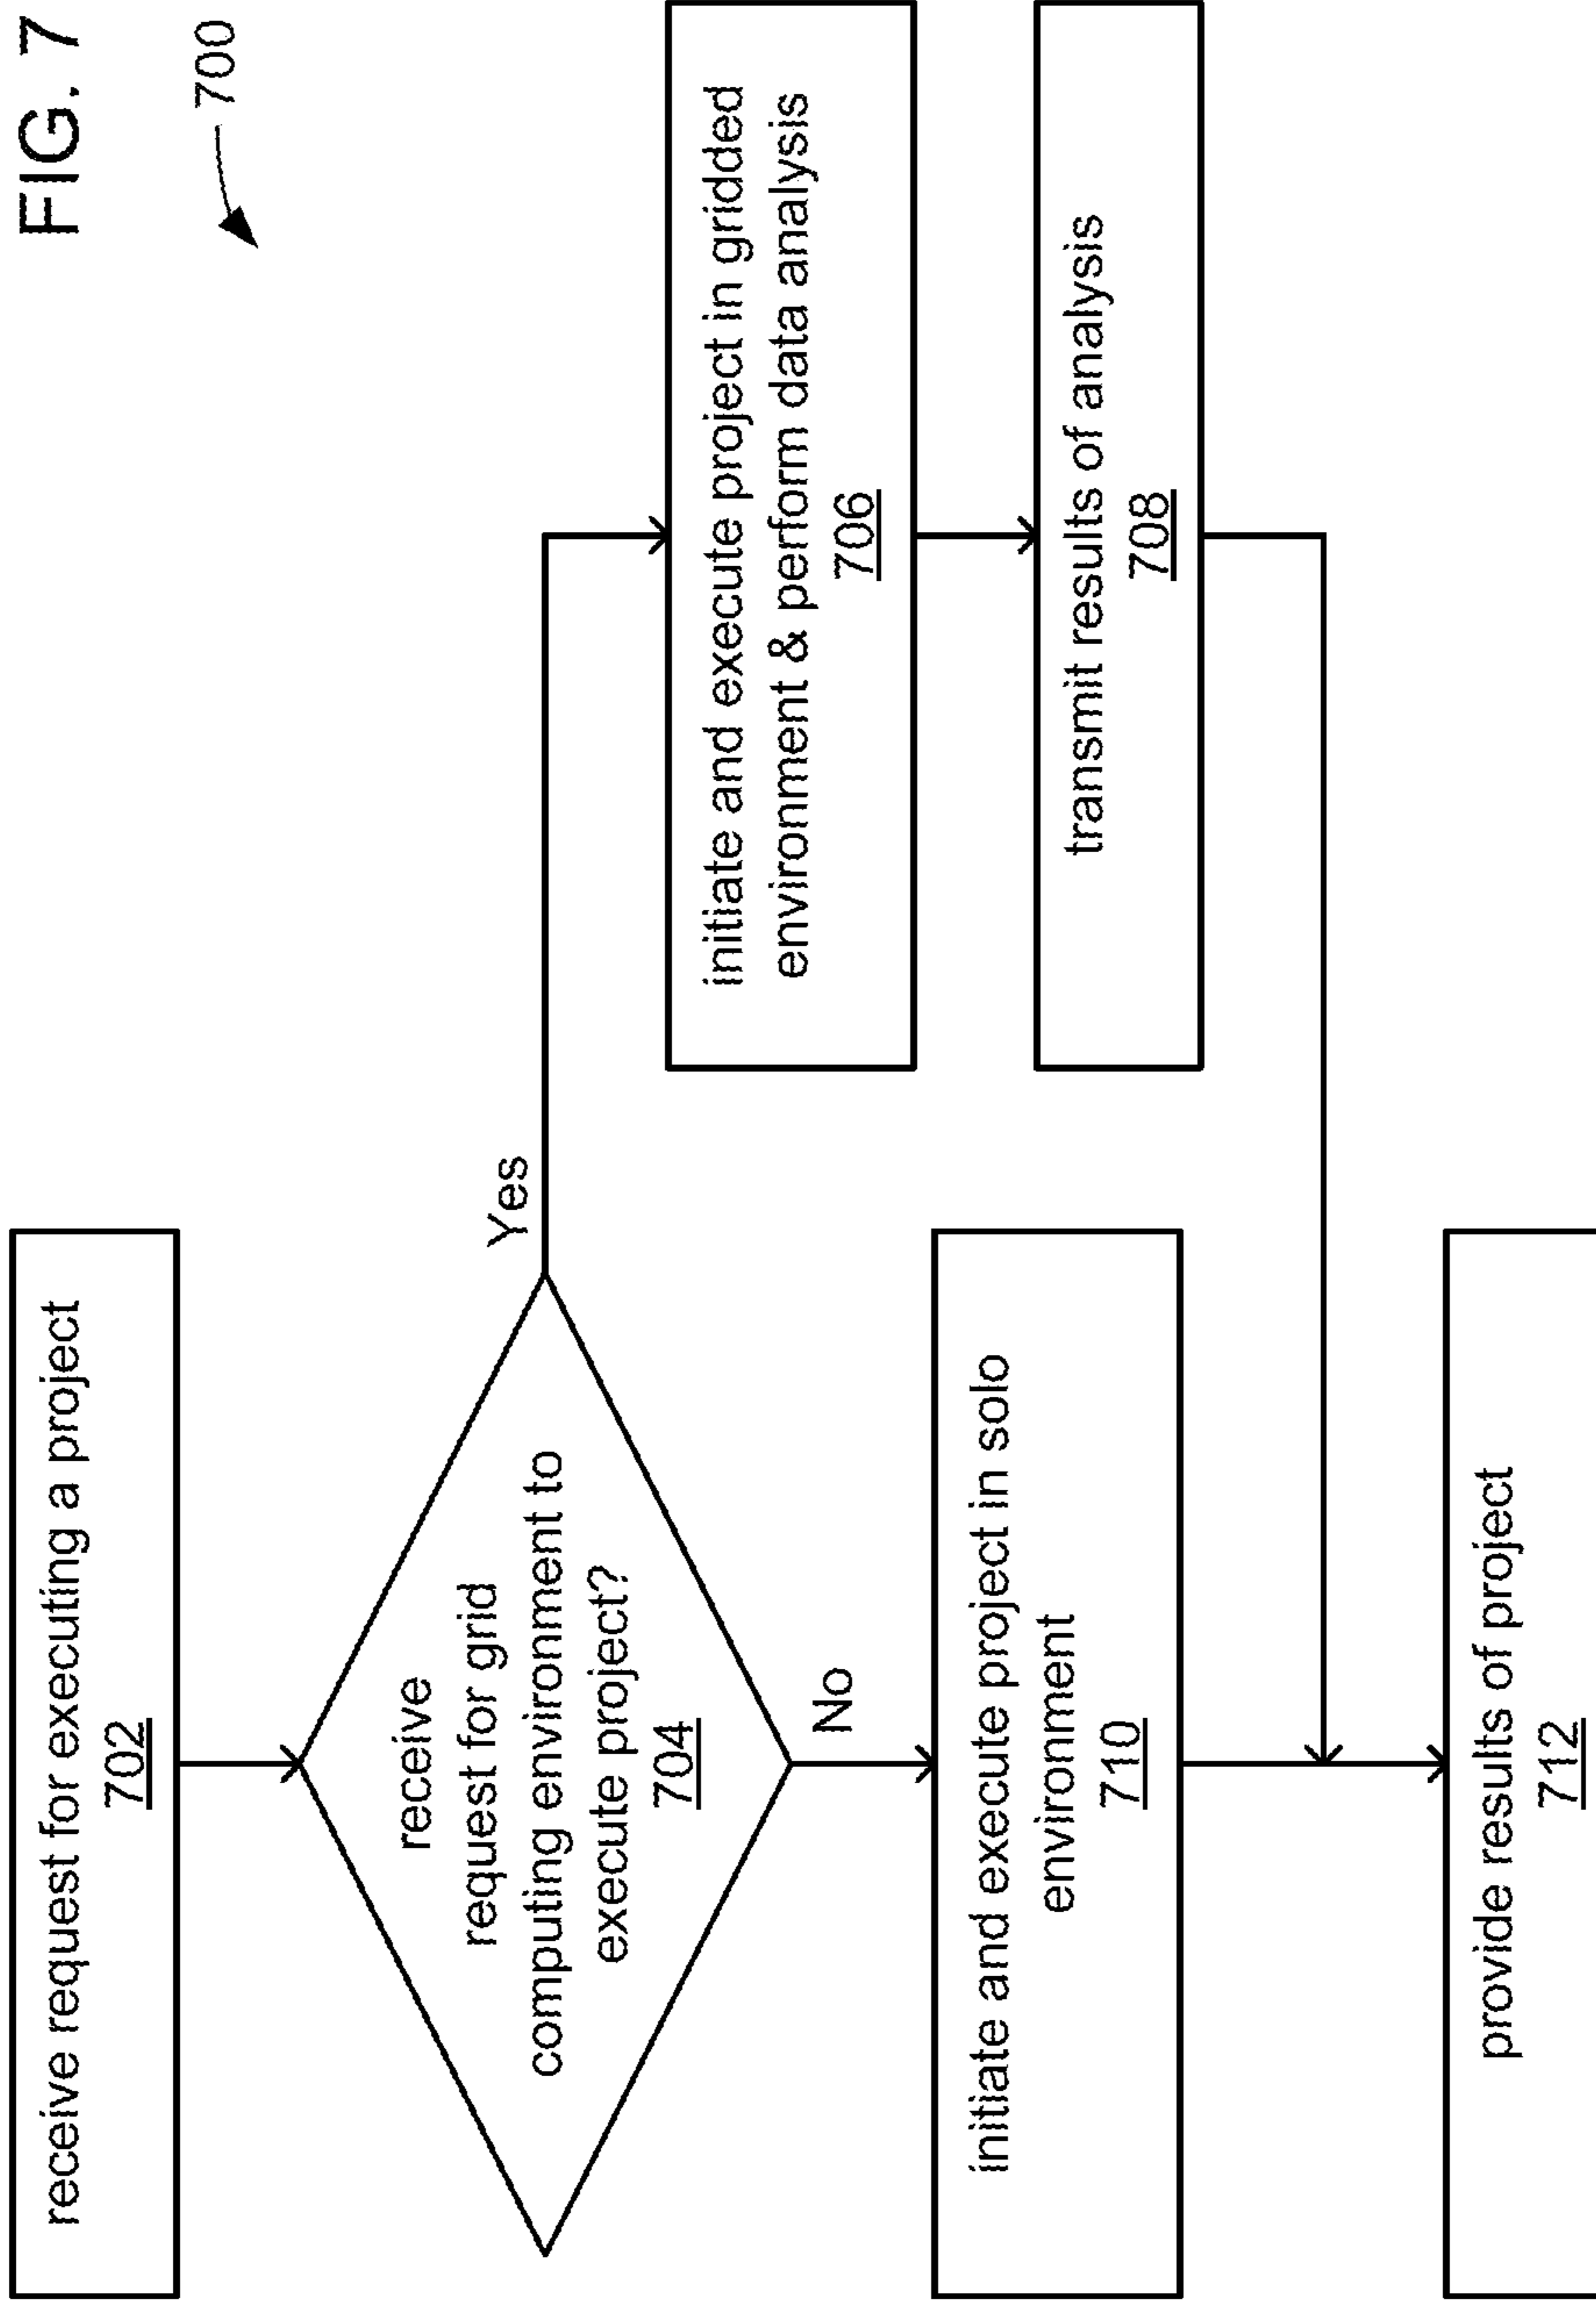 FIG. 7
700
receive request for executing a project
702
receive
request for grid
computing environment to
execute project?
704
Yes
No
initiate and execute project in gridded
environment & perform data analysis
706
transmit results of analysis
708
initiate and execute project in solo
environment
710
provide results of project
712